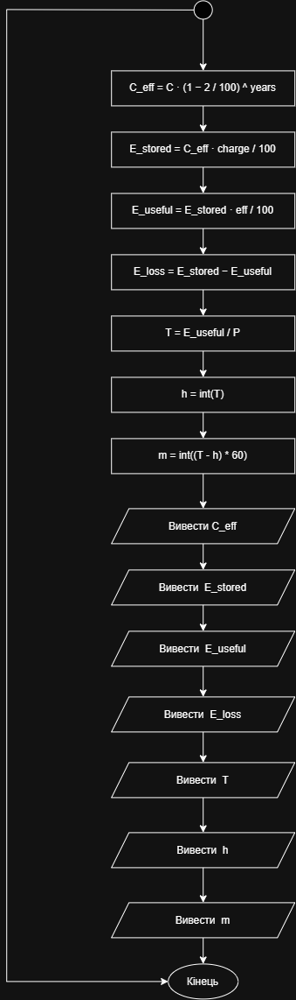 C_eff = C · (1 − 2 / 100) ^ years
E_stored = C_eff · charge / 100
E_useful = E_stored · eff / 100
E_loss = E_stored − E_useful
T = E_useful / P
h = int(T)
m = int((T - h) * 60)
Вивести C_eff
Вивести E_stored
Вивести E_useful
Вивести E_loss
Вивести T
Вивести h
Вивести m
Кінець